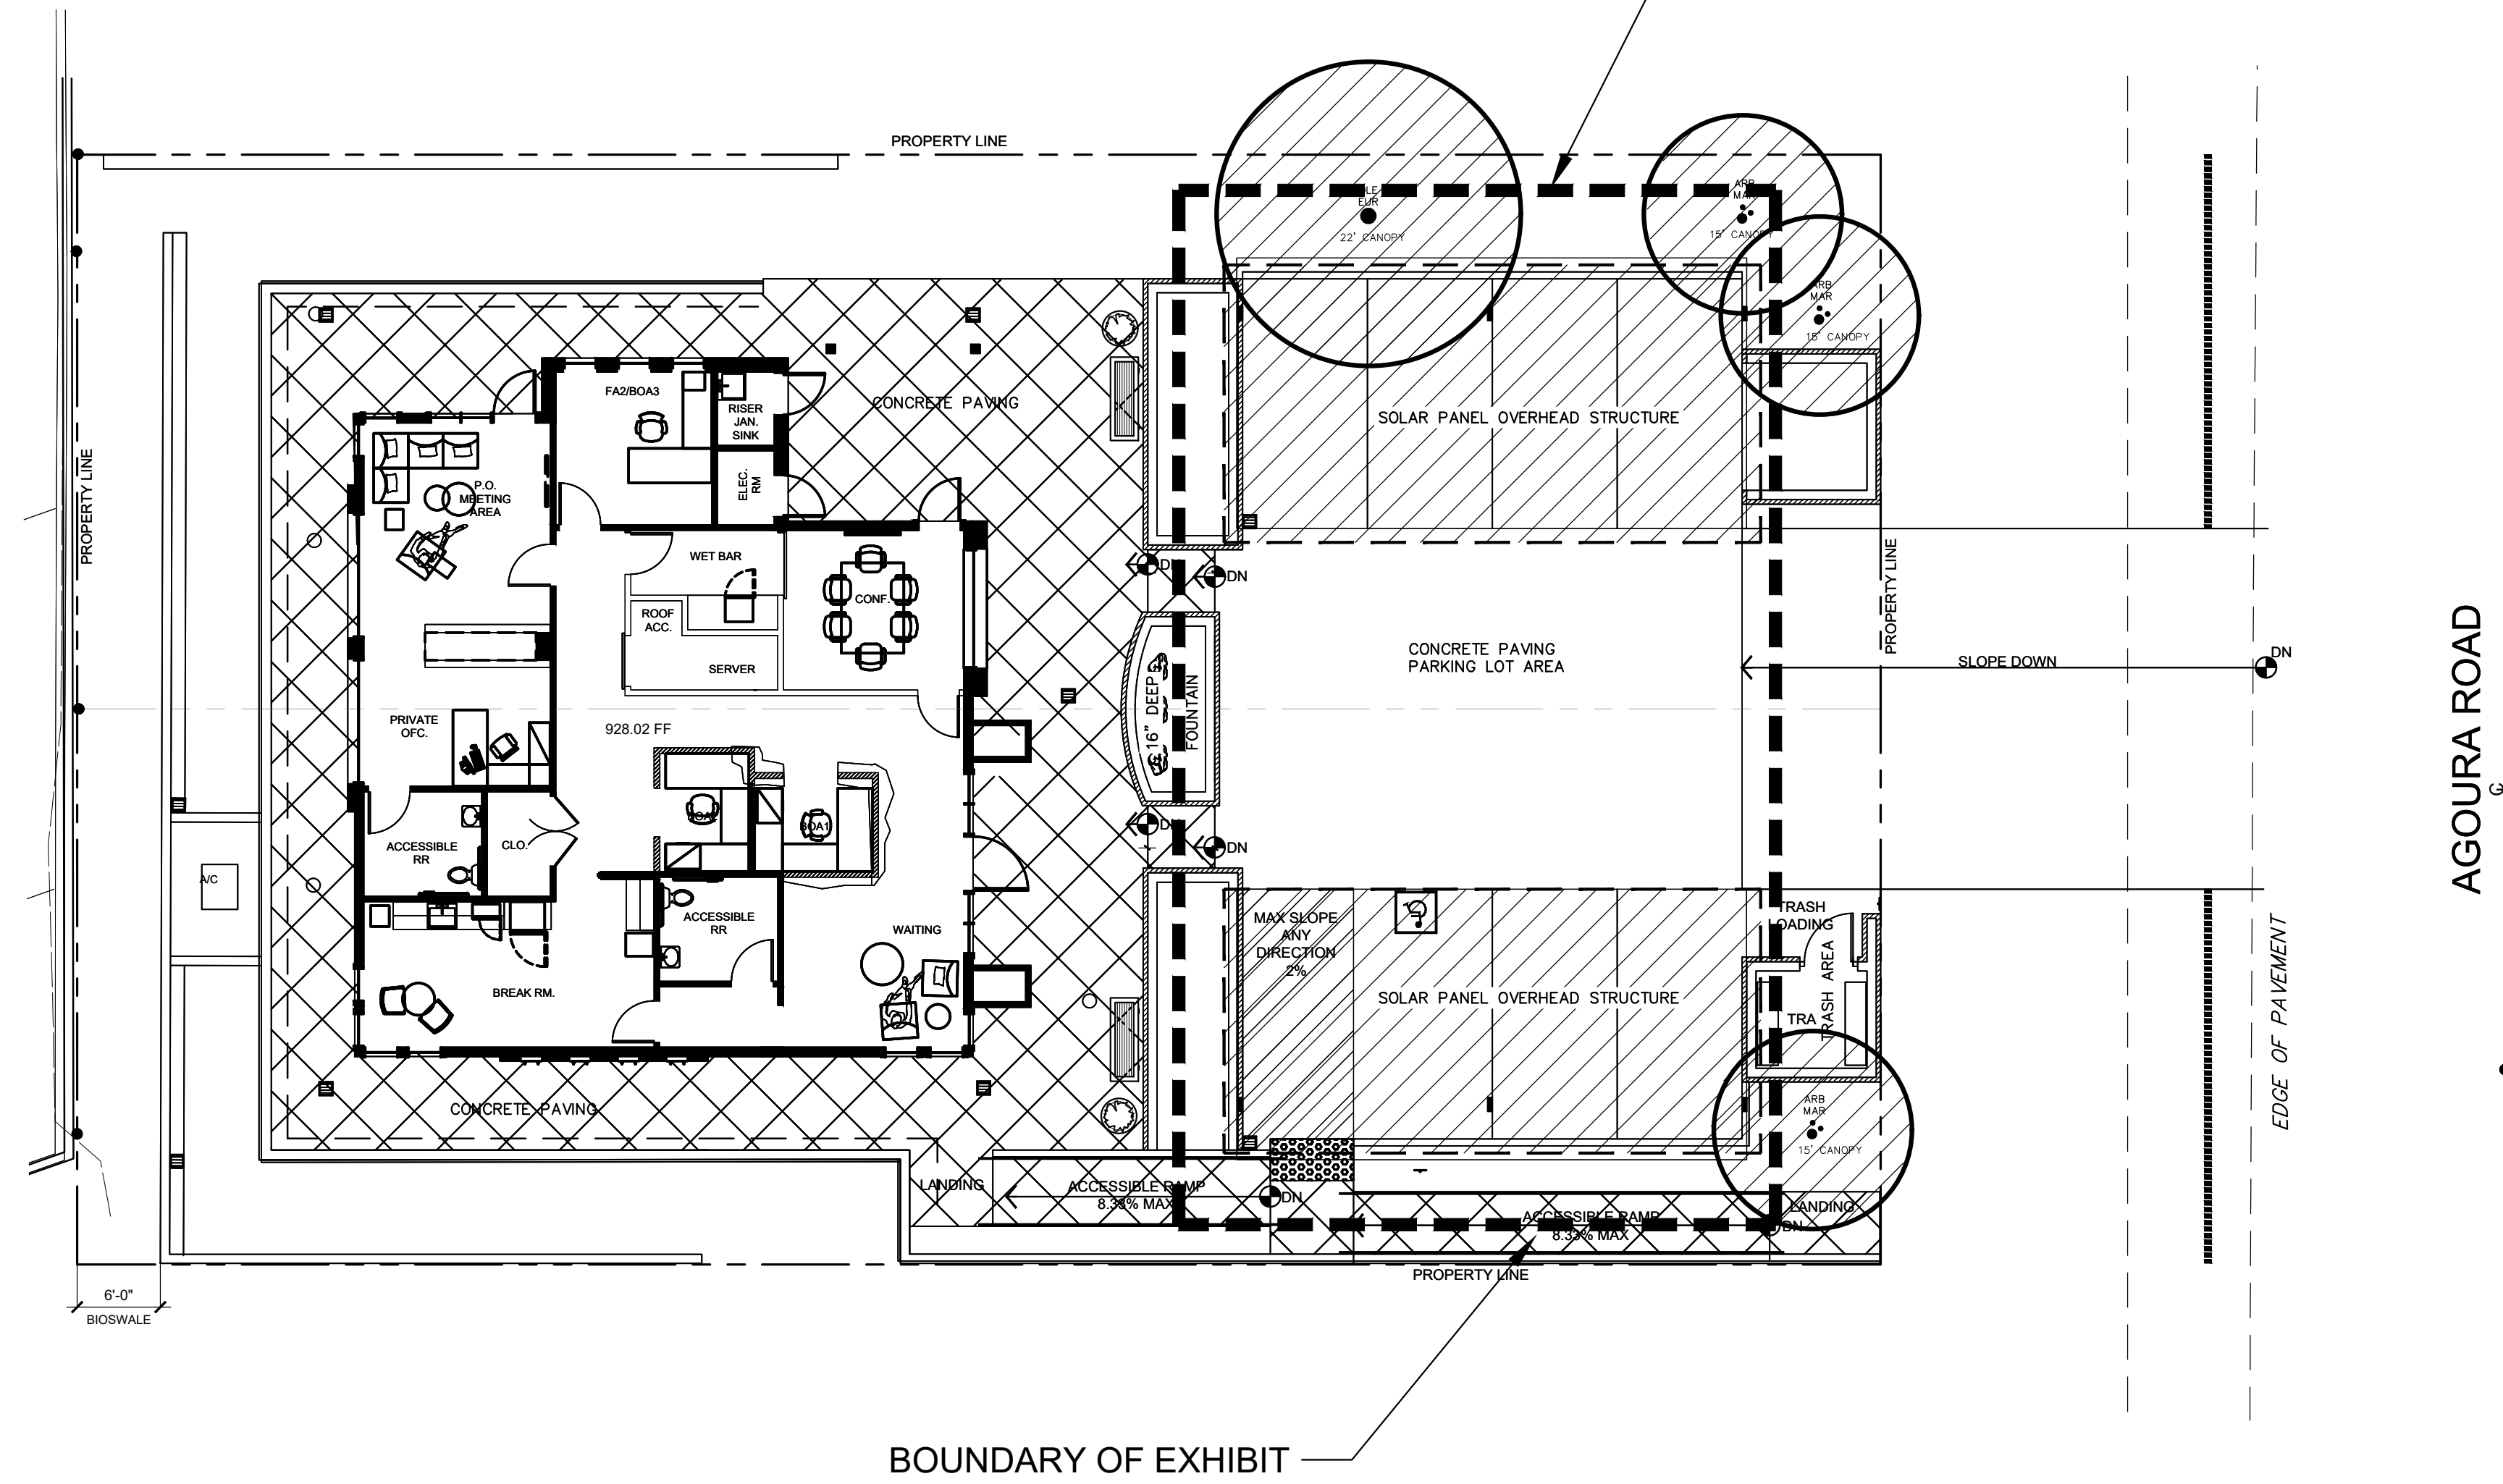 PROPERTY LINE
EUR
22' CANOPY
ARB
MAR
15' CANOPY
ARB
MAR
15' CANOPY
FA2/BOA3
RISER
JAN.
SINK
CONCRETE PAVING
SOLAR PANEL OVERHEAD STRUCTURE
PROPERTY LINE
P.O.
MEETING
AREA
ELEC.
RM
WET BAR
DN
DN
CONF.
ROOF
ACC.
SERVER
PROPERTY LINE
CONCRETE PAVING
PARKING LOT AREA
SLOPE DOWN
DN
AGOURA ROAD
16" DEEP
FOUNTAIN
PRIVATE
OFC.
928.02 FF
BOA1
DN
DN
ACCESSIBLE
RR
CLO.
A/C
ACCESSIBLE
RR
WAITING
MAX SLOPE
ANY
DIRECTION
2%
TRASH
LOADING
TRASH AREA
EDGE OF PAVEMENT
BREAK RM.
SOLAR PANEL OVERHEAD STRUCTURE
TRA
CONCRETE PAVING
ARB
MAR
15' CANOPY
LANDING
ACCESSIBLE RAMP
8.33% MAX
DN
ACCESSIBLE RAMP
8.33% MAX
LANDING
DN
PROPERTY LINE
6'-0"
BIOSWALE
BOUNDARY OF EXHIBIT